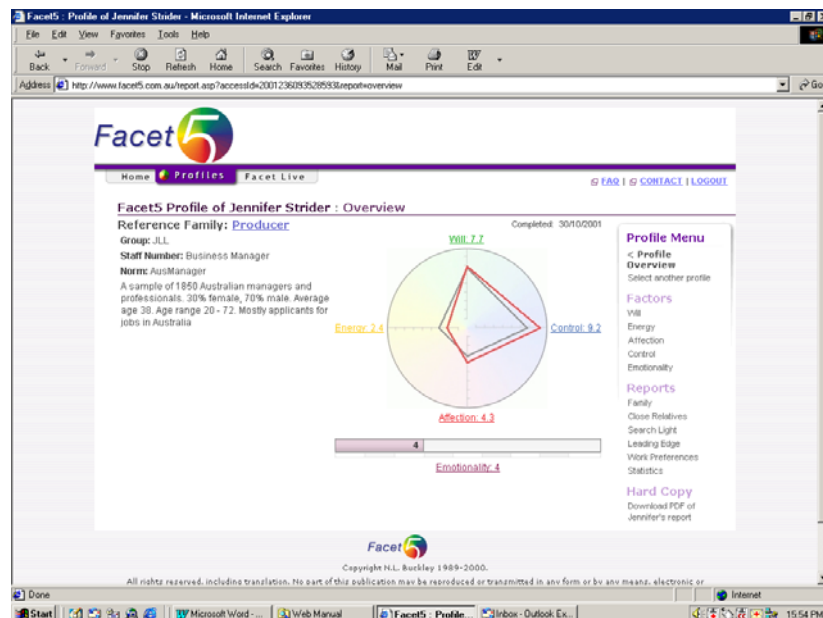 Facet5 : Profile of Jennifer Strider - Microsoft Internet Explorer
File Edit View Favorites Tools Help
Back Forward Stop Refresh Home Search Favorites History Mail Print Edit
Address http://www.facet5.com.au/report.asp?accessId=20012360935285938&report=overview Go
Facet5
Home Profiles Facet Live
FAQ | CONTACT | LOGOUT
Facet5 Profile of Jennifer Strider : Overview
Reference Family: Producer
Completed: 30/10/2001
Group: JLL
Staff Number: Business Manager
Norm: AusManager
A sample of 1850 Australian managers and
professionals. 30% female, 70% male. Average
age 38. Age range 20 - 72. Mostly applicants for
jobs in Australia
Will: 7.7
Energy: 2.4
Control: 9.2
Affection: 4.3
4
Emotionality: 4
Profile Menu
< Profile
Overview
Select another profile
Factors
Will
Energy
Affection
Control
Emotionality
Reports
Family
Close Relatives
Search Light
Leading Edge
Work Preferences
Statistics
Hard Copy
Download PDF of
Jennifer's report
Facet5
Copyright N.L. Buckley 1989-2000.
All rights reserved, including translation. No part of this publication may be reproduced or transmitted in any form or by any means, electronic or
Done
Internet
Start Microsoft Word - ... Web Manual Facet5 : Profile... Inbox - Outlook Ex... 15:54 PM